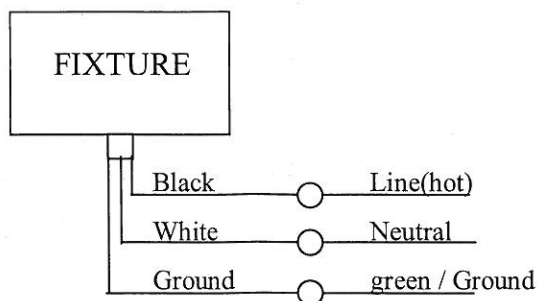 FIXTURE
Black Line(hot)
White Neutral
Ground green / Ground